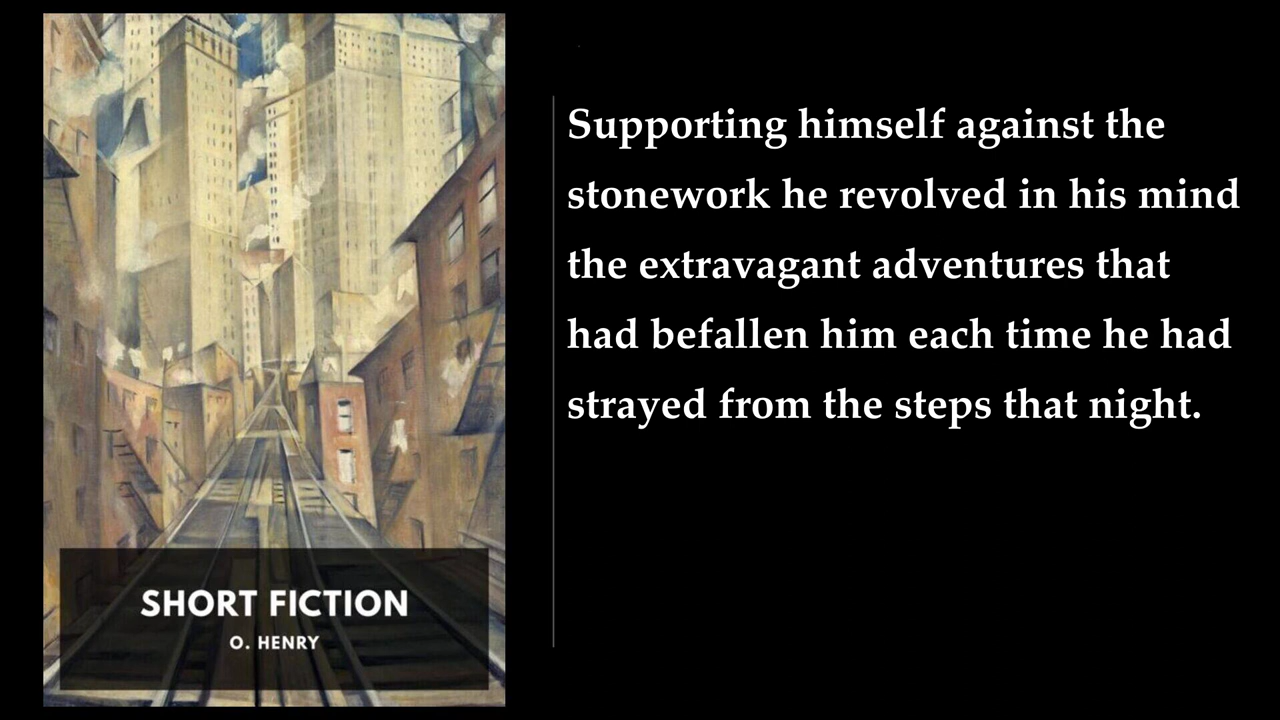 SHORT FICTION
O. HENRY
Supporting himself against the
stonework he revolved in his mind
the extravagant adventures that
had befallen him each time he had
strayed from the steps that night.